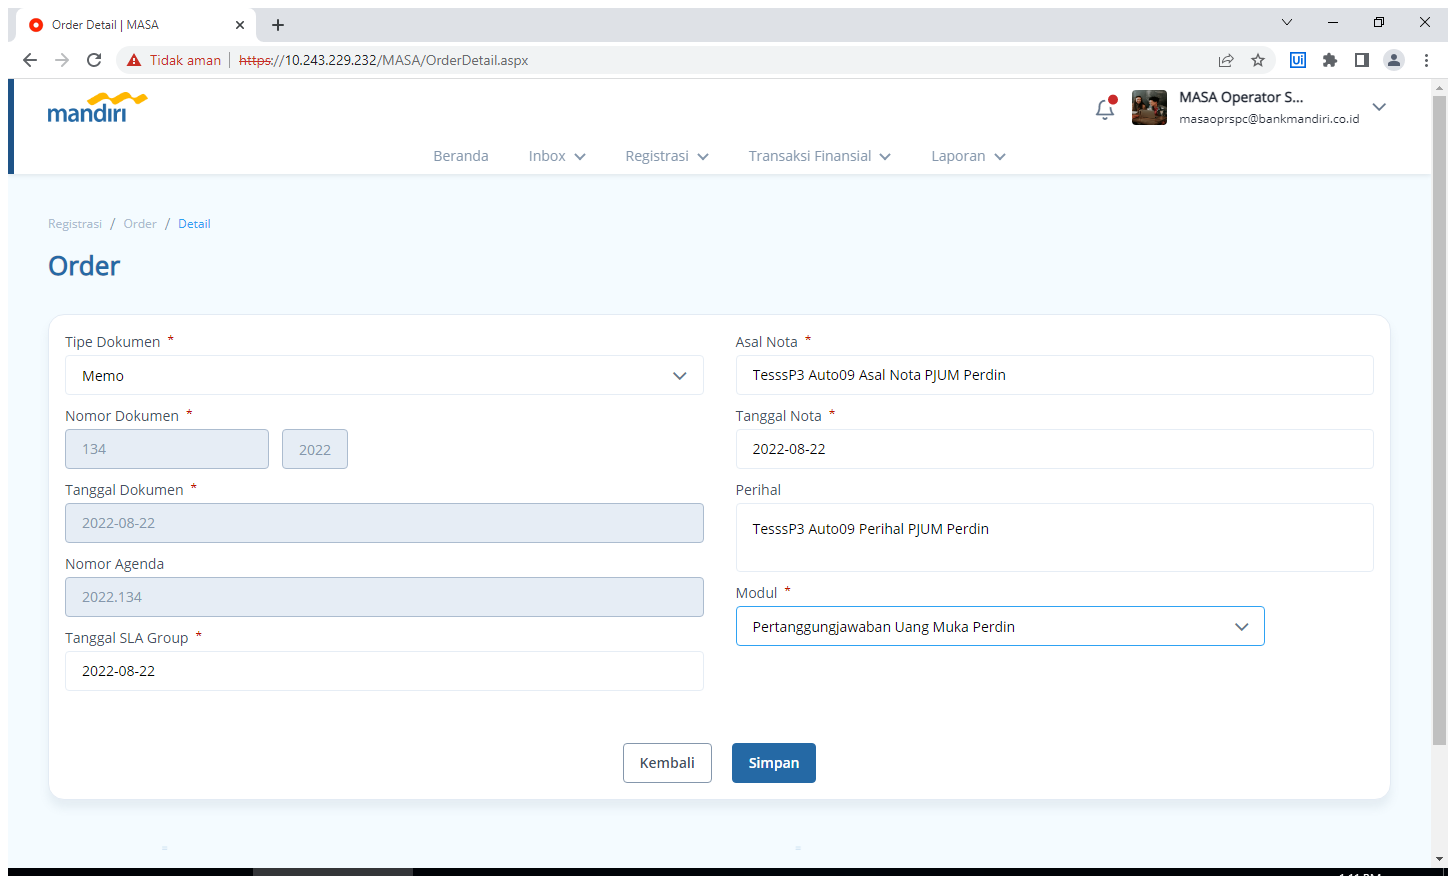 Order Detail | MASA
Tidak aman | https://10.243.229.232/MASA/OrderDetail.aspx
Ui
mandırı
MASA Operator S...
masaoprspc@bankmandiri.co.id
Beranda Inbox Registrasi Transaksi Finansial Laporan
Registrasi / Order / Detail
Order
Tipe Dokumen *
Memo
Nomor Dokumen *
134 2022
Tanggal Dokumen *
2022-08-22
Nomor Agenda
2022.134
Tanggal SLA Group *
2022-08-22
Asal Nota *
TesssP3 Auto09 Asal Nota PJUM Perdin
Tanggal Nota *
2022-08-22
Perihal
TesssP3 Auto09 Perihal PJUM Perdin
Modul *
Pertanggungjawaban Uang Muka Perdin
Kembali Simpan